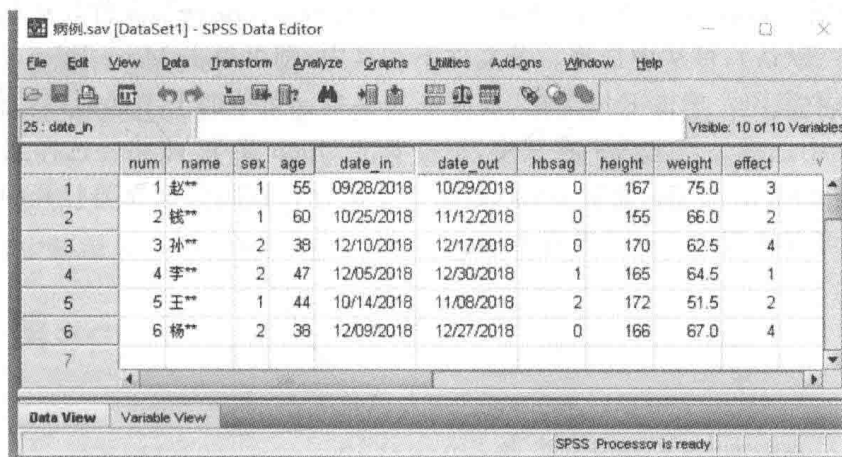 病例.sav [DataSet1] - SPSS Data Editor
File Edit View Data Transform Analyze Graphs Utilities Add-ons Window Help
25 : date_in Visible: 10 of 10 Variables
num name sex age date_in date_out hbsag height weight effect v
1 1 赵** 1 55 09/28/2018 10/29/2018 0 167 75.0 3
2 2 钱** 1 60 10/25/2018 11/12/2018 0 155 66.0 2
3 3 孙** 2 38 12/10/2018 12/17/2018 0 170 62.5 4
4 4 李** 2 47 12/05/2018 12/30/2018 1 165 64.5 1
5 5 王** 1 44 10/14/2018 11/08/2018 2 172 51.5 2
6 6 杨** 2 38 12/09/2018 12/27/2018 0 166 67.0 4
7
Data View Variable View
SPSS Processor is ready